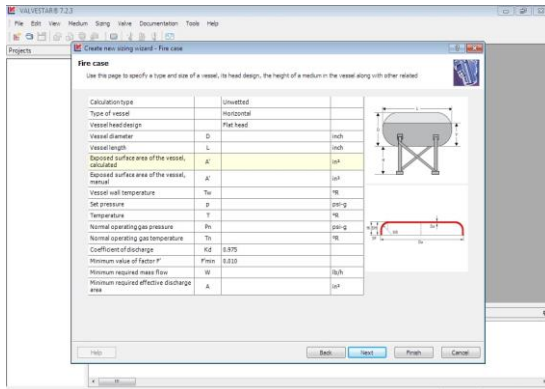 VALVESTAR® 7.2.3
File Edit View Medium Sizing Valve Documentation Tools Help
Projects
Create new sizing wizard - Fire case
Fire case
Use this page to specify a type and size of a vessel, its head design, the height of a medium in the vessel along with other related
Calculation type Unwetted
Type of vessel Horizontal
Vessel head design Flat head
Vessel diameter D inch
Vessel length L inch
Exposed surface area of the vessel,
calculated A' in²
Exposed surface area of the vessel,
manual A' in²
Vessel wall temperature Tw °R
Set pressure p psi-g
Temperature T °R
Normal operating gas pressure Pn psi-g
Normal operating gas temperature Tn °R
Coefficient of discharge Kd 0.975
Minimum value of factor F' F'min 0.010
Minimum required mass flow W lb/h
Minimum required effective discharge
area A in²
Help Back Next Finish Cancel